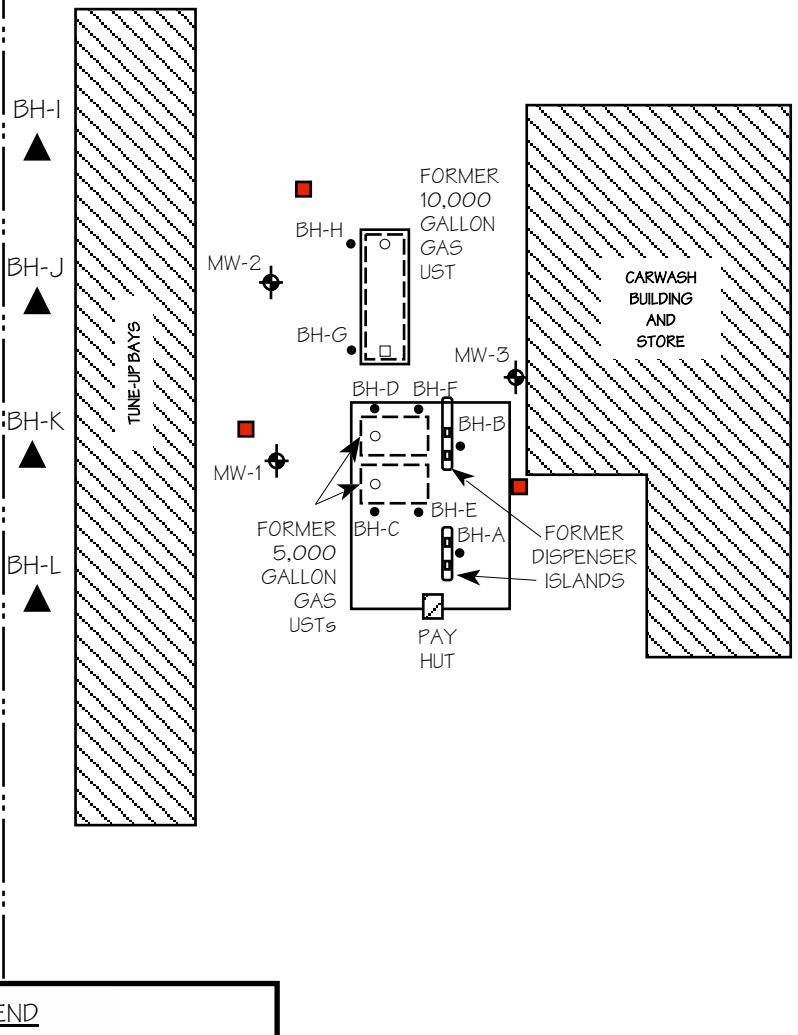 BH-I
BH-J
BH-K
BH-L
TUNE-UP BAYS
MW-2
MW-1
BH-H
BH-G
FORMER
10,000
GALLON
GAS
UST
MW-3
CARWASH
BUILDING
AND
STORE
BH-D BH-F
BH-B
BH-C
BH-E
BH-A
FORMER
5,000
GALLON
GAS
USTs
FORMER
DISPENSER
ISLANDS
PAY
HUT
END